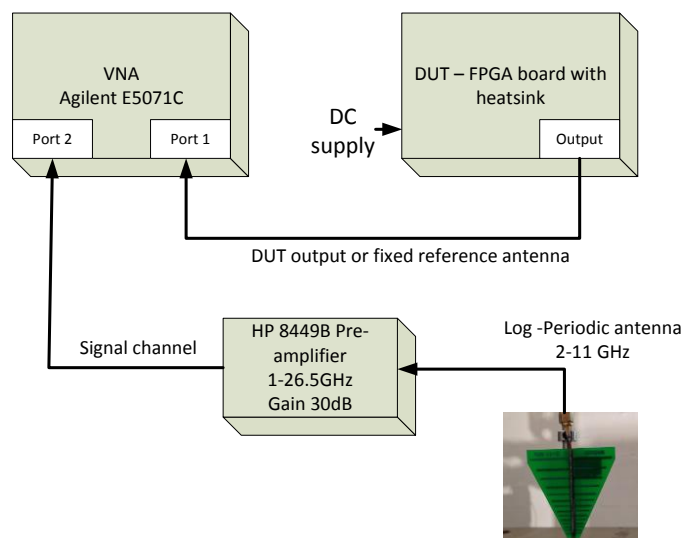 VNA
Agilent E5071C
Port 2
Port 1
DUT – FPGA board with
heatsink
Output
DC
supply
DUT output or fixed reference antenna
Signal channel
HP 8449B Pre-
amplifier
1-26.5GHz
Gain 30dB
Log -Periodic antenna
2-11 GHz